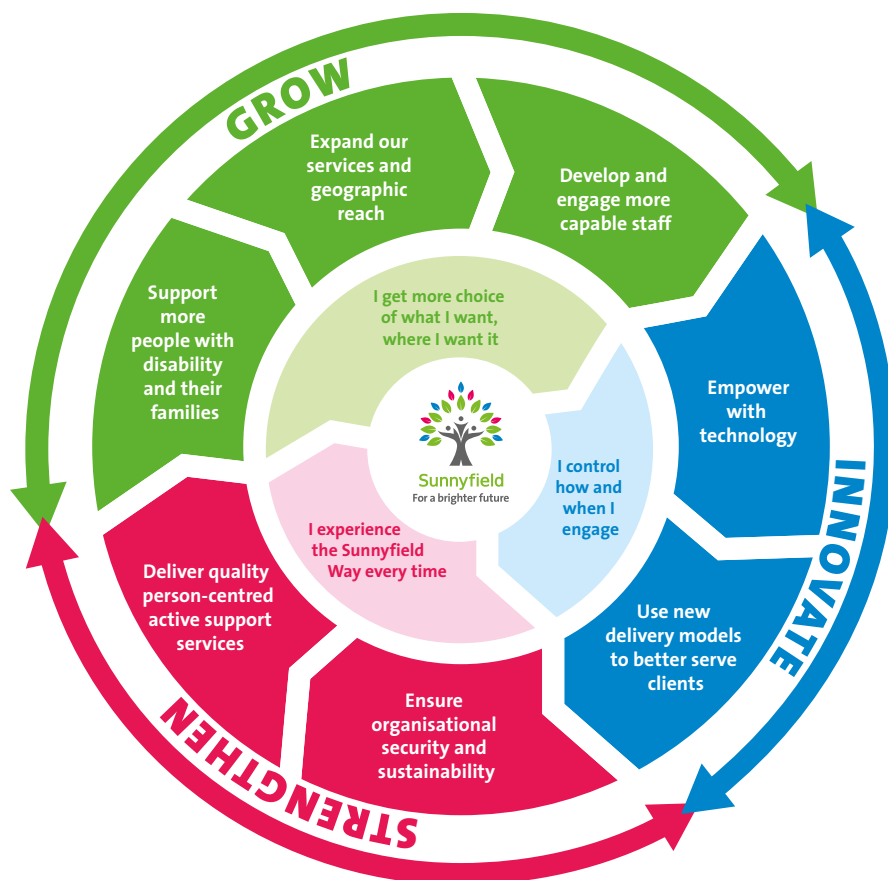 GROW
Expand our
services and
geographic
reach
Develop and
engage more
capable staff
Support
more
people with
disability
and their
families
I get more choice
of what I want,
where I want it
Empower
with
technology
INNOVATE
Sunnyfield
For a brighter future
I control
how and
when I
engage
I experience
the Sunnyfield
Way every time
Deliver quality
person-centred
active support
services
Use new
delivery models
to better serve
clients
Ensure
organisational
security and
sustainability
STRENGTHEN